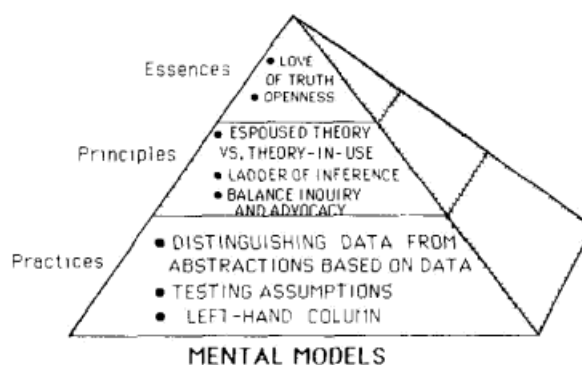 Essences
• LOVE
OF TRUTH
• OPENNESS
Principles
• ESPOUSED THEORY
VS. THEORY-IN-USE
• LADDER OF INFERENCE
• BALANCE INQUIRY
AND ADVOCACY
Practices
• DISTINGUISHING DATA FROM
ABSTRACTIONS BASED ON DATA
• TESTING ASSUMPTIONS
• LEFT-HAND COLUMN
MENTAL MODELS